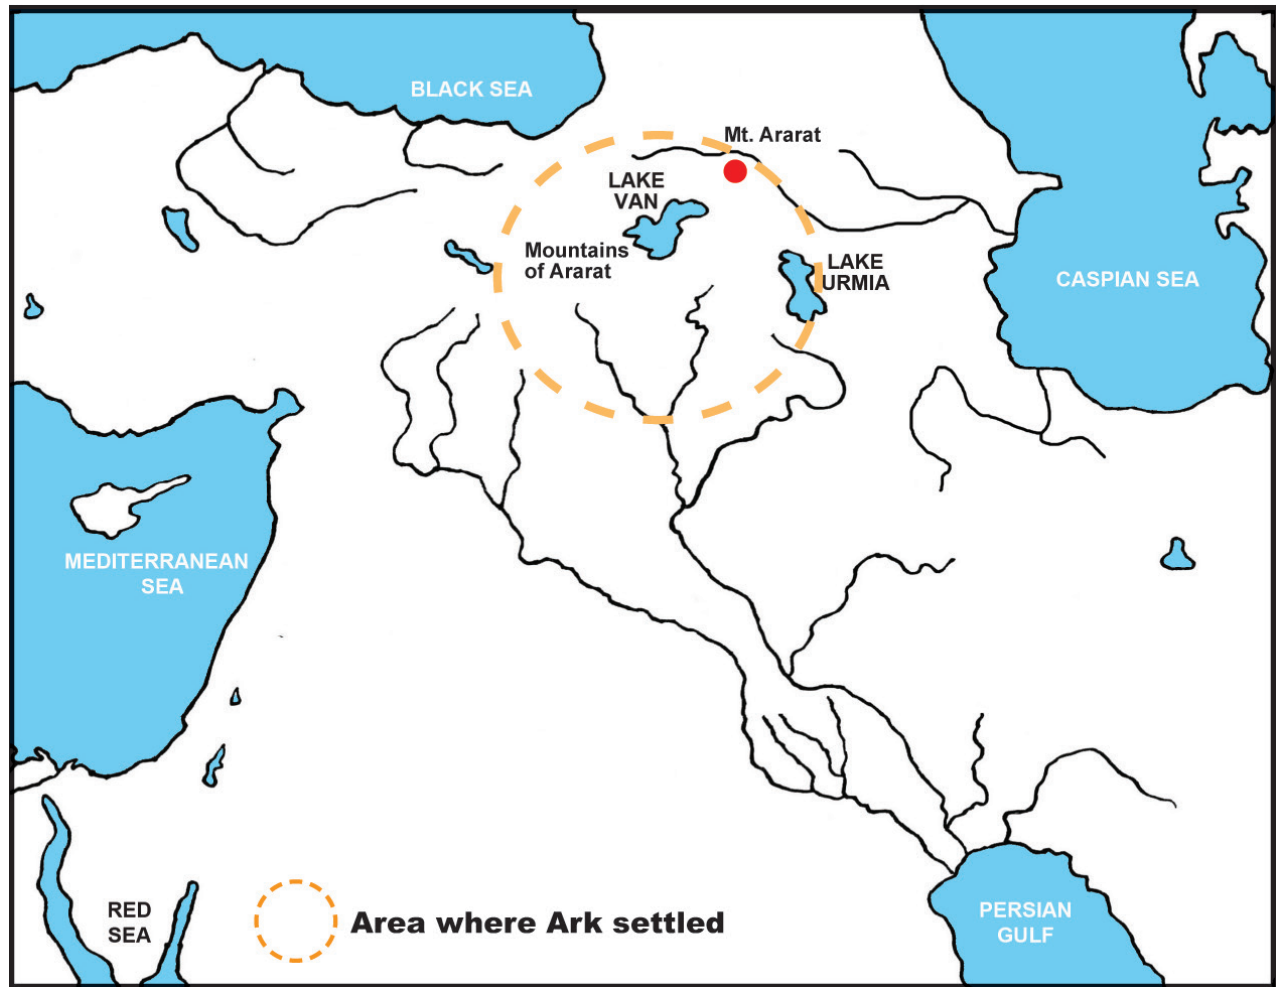 BLACK SEA
Mt. Ararat
LAKE
VAN
Mountains
of Ararat
LAKE
URMIA
CASPIAN SEA
MEDITERRANEAN
SEA
RED
SEA
Area where Ark settled
PERSIAN
GULF